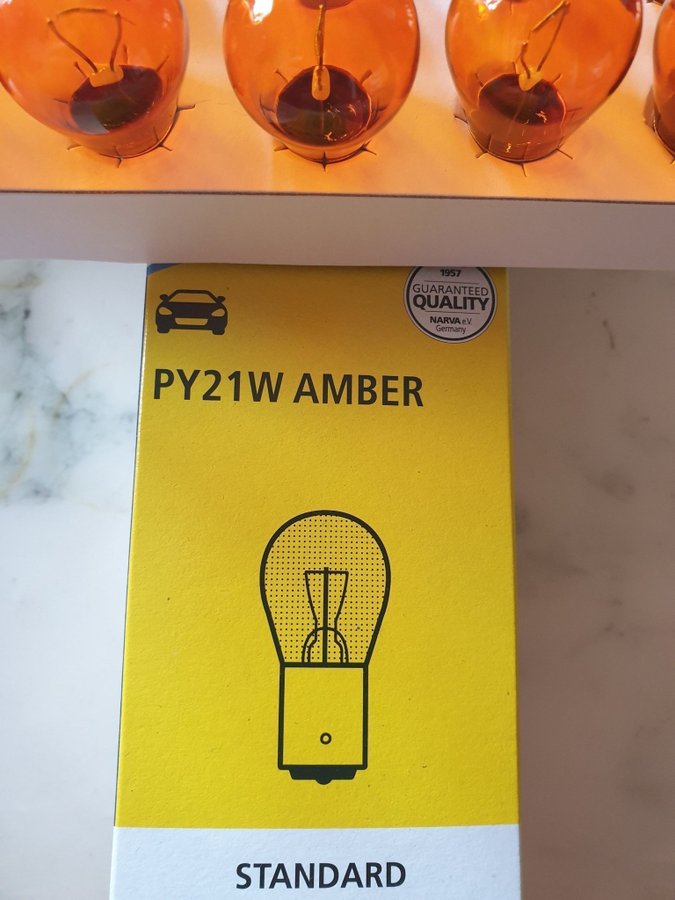 1957
GUARANTEED
QUALITY
NARVA e.V.
Germany
PY21W AMBER
STANDARD